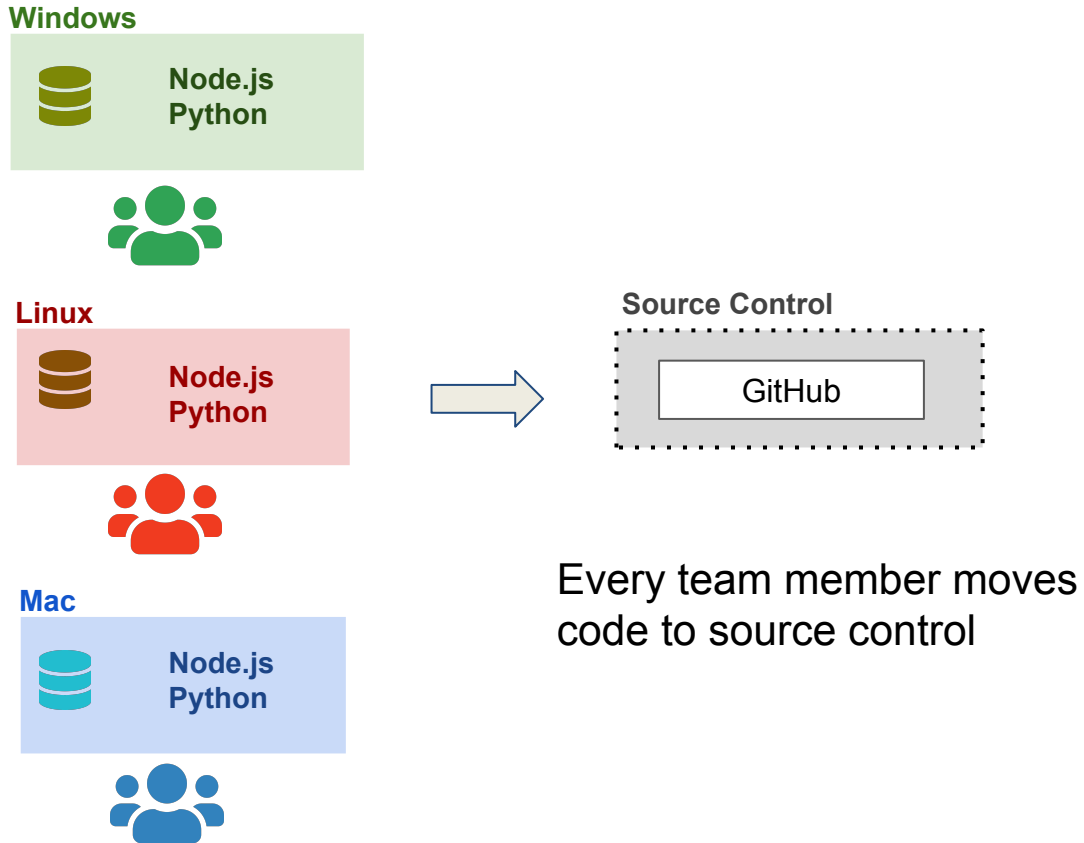 Windows
Node.js
Python
Linux
Node.js
Python
Mac
Node.js
Python
Source Control
GitHub
Every team member moves
code to source control